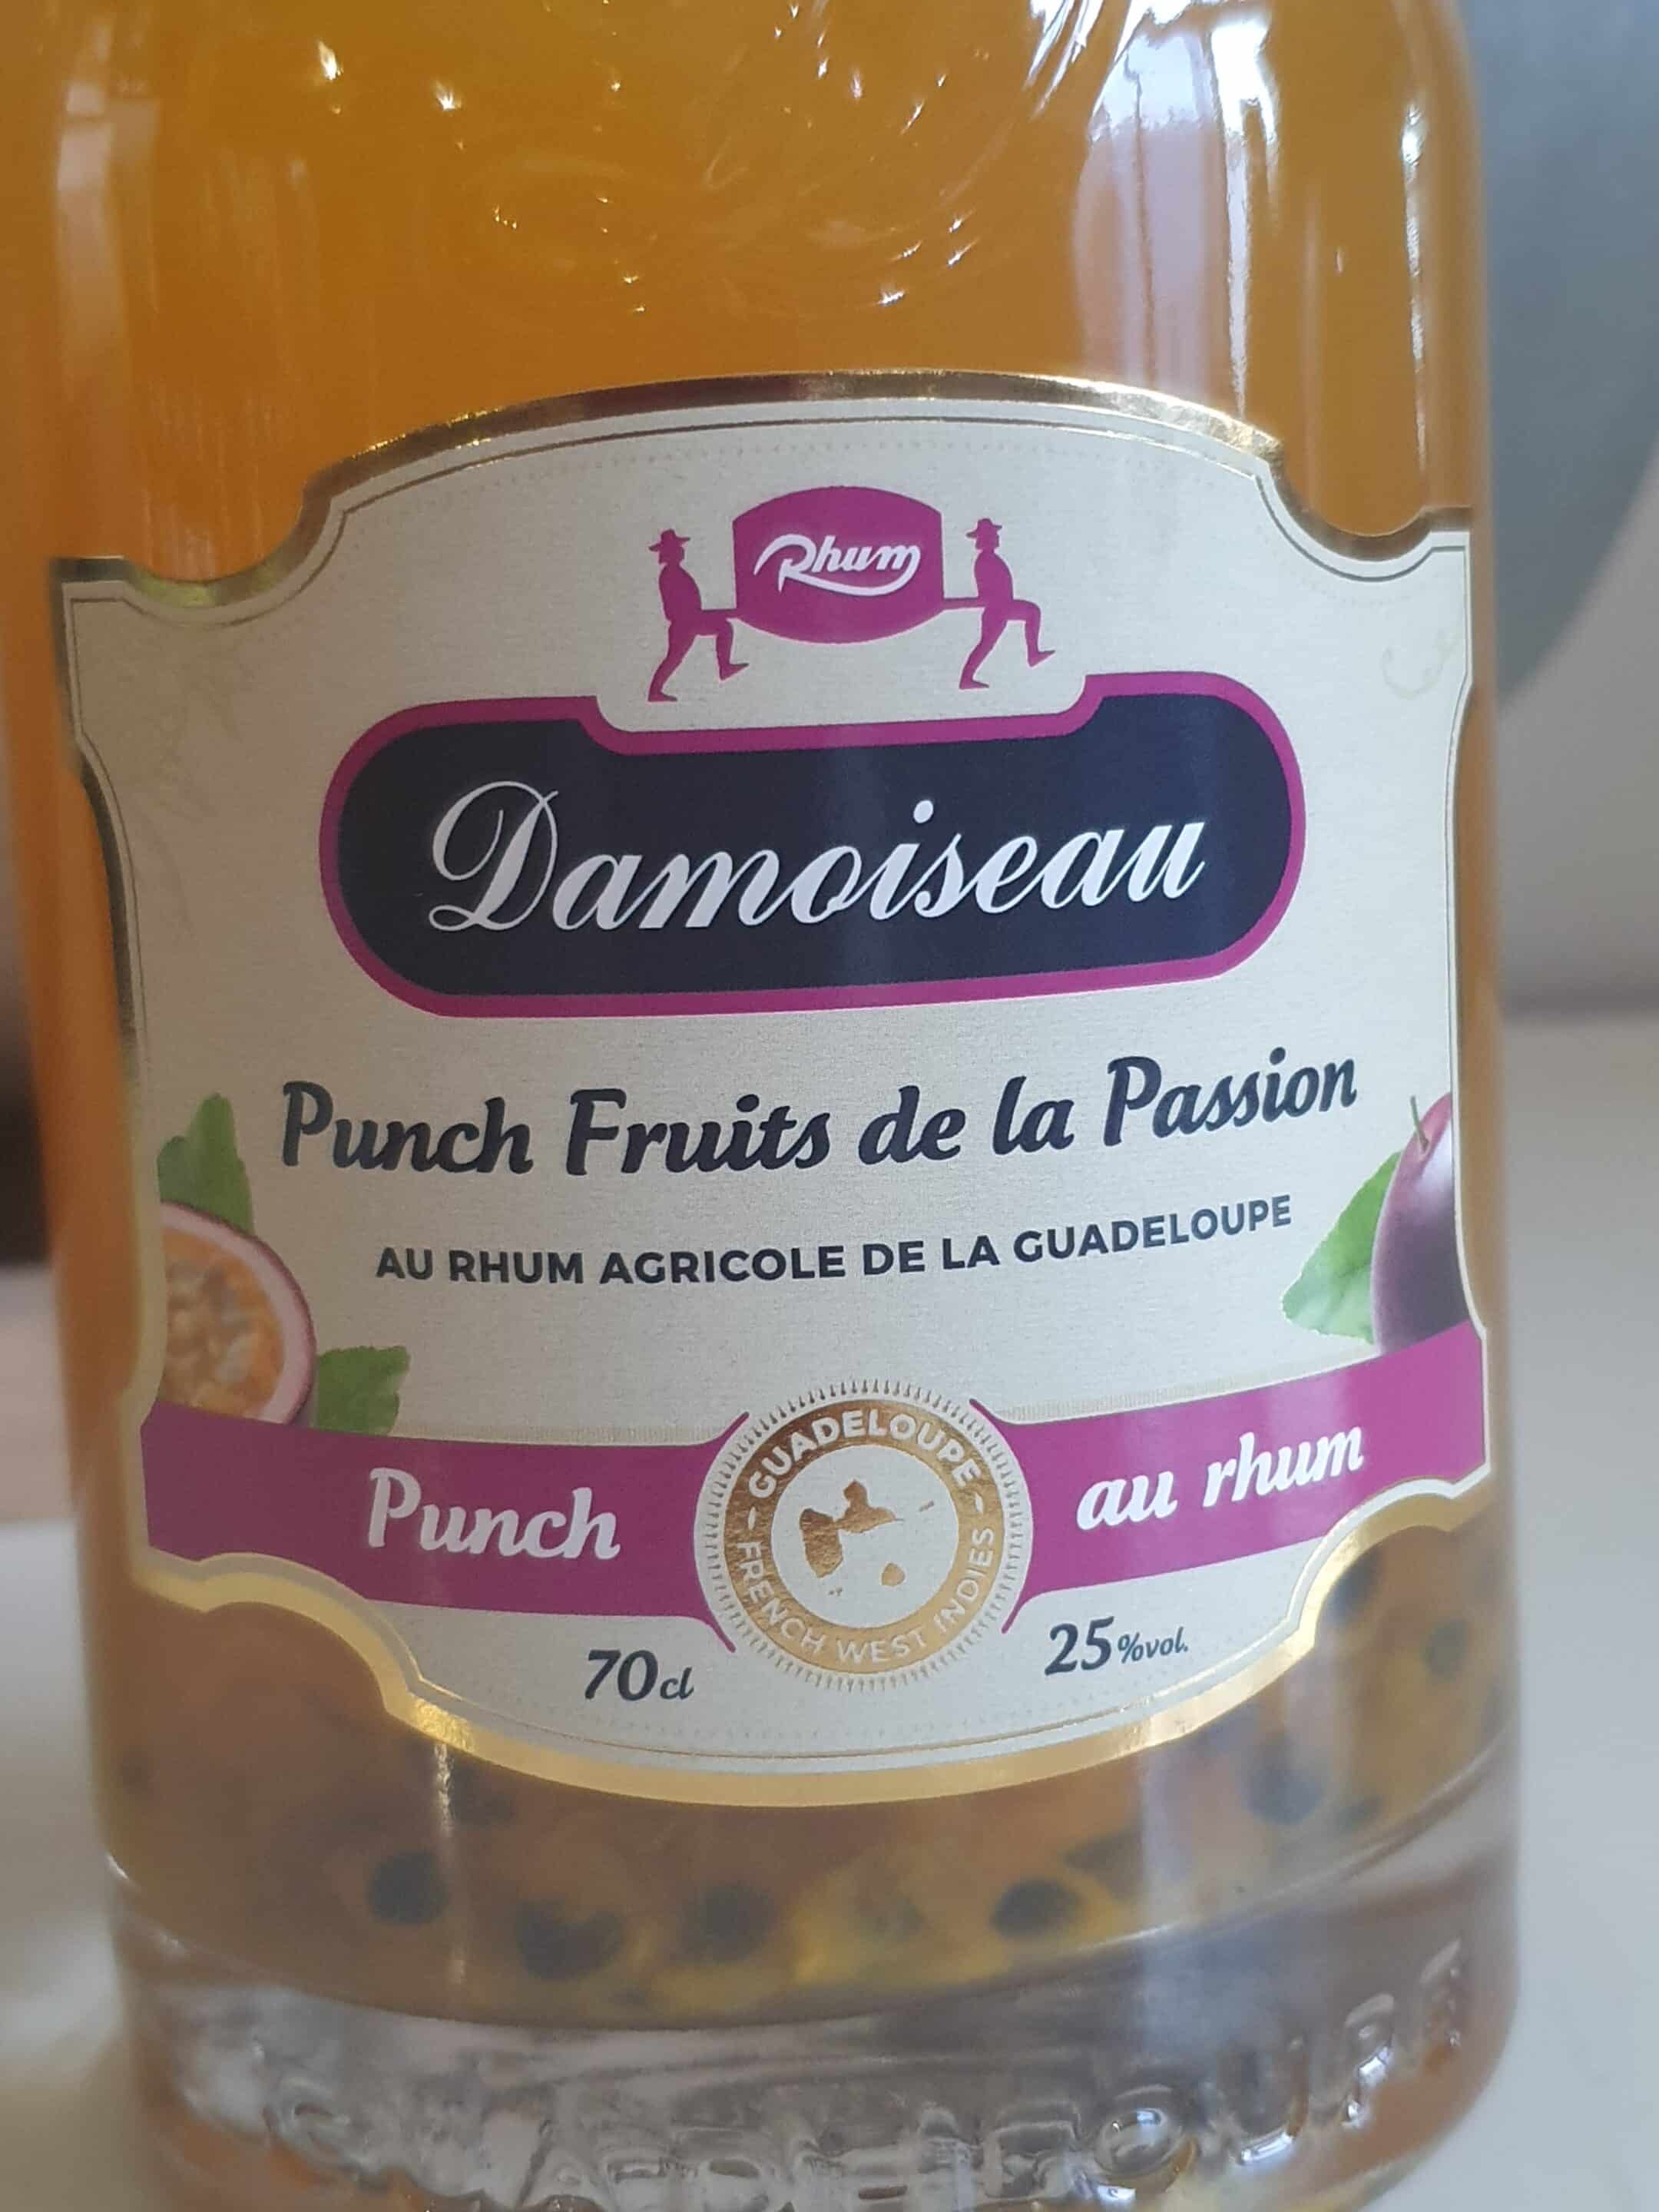 Rhum
Damoiseau
Punch Fruits de la Passion
AU RHUM AGRICOLE DE LA GUADELOUPE
Punch
GUADELOUPE
FRENCH WEST INDIES
au rhum
70cl
25%vol.
GUADELOUPE